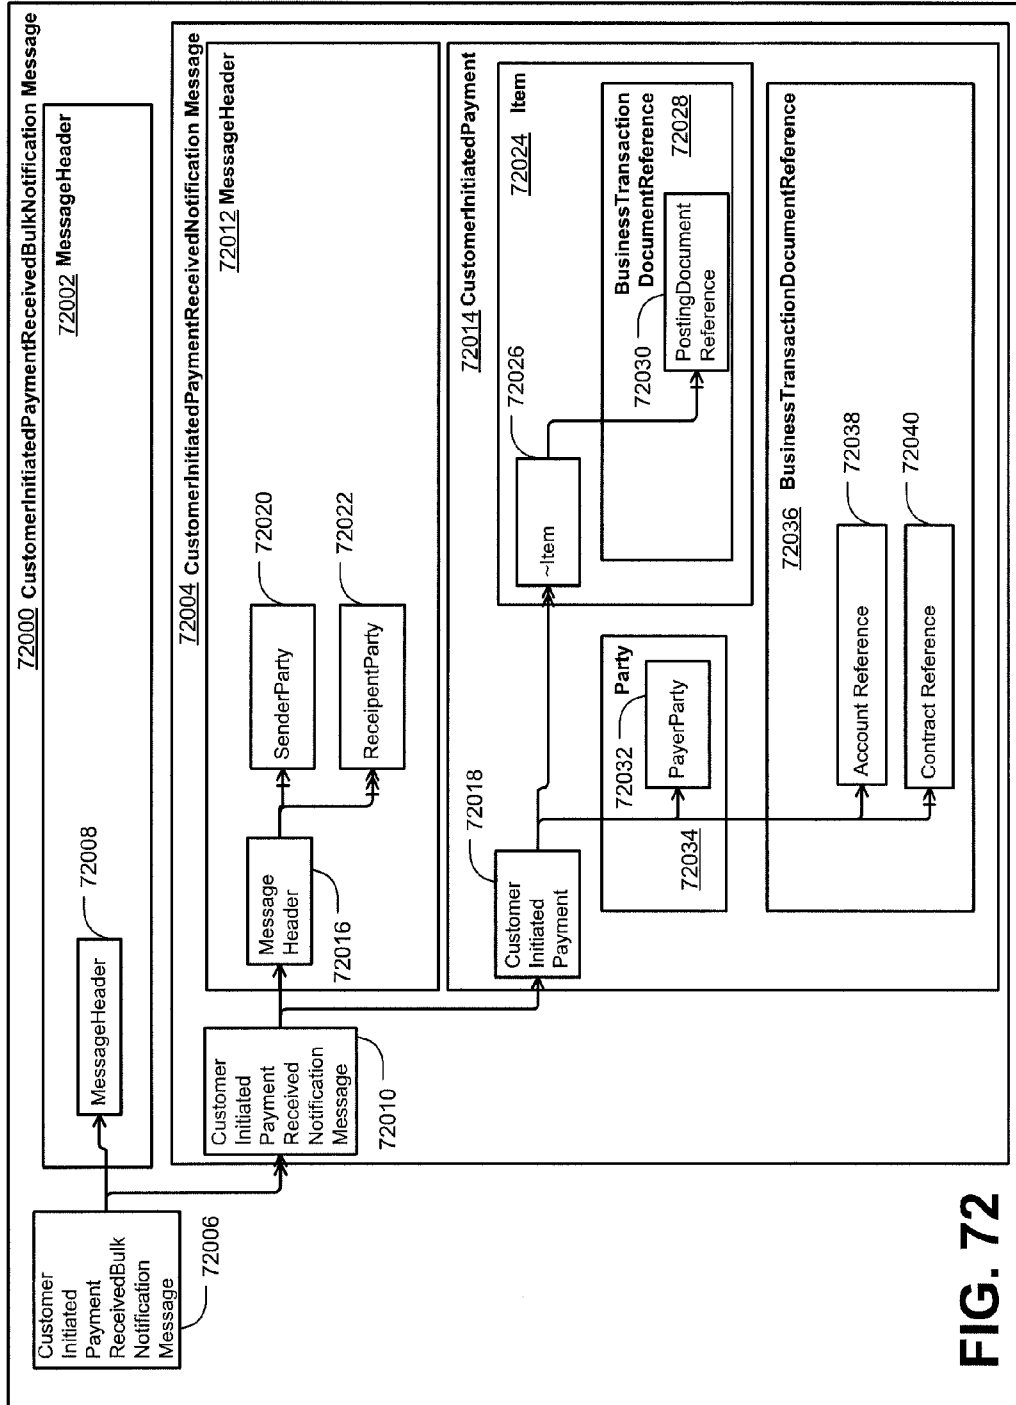 72000 CustomerInitiatedPaymentReceivedBulkNotification Message
72002 MessageHeader
Customer
Initiated
Payment
ReceivedBulk
Notification
Message
72006
MessageHeader
72008
72004 CustomerInitiatedPaymentReceivedNotification Message
72012 MessageHeader
Customer
Initiated
Payment
Received
Notification
Message
72010
Message
Header
72016
SenderParty
72020
ReceipentParty
72022
72014 CustomerInitiatedPayment
Customer
Initiated
Payment
72018
72024 Item
~Item
72026
BusinessTransaction
DocumentReference
72028
72030
PostingDocument
Reference
72032
Party
PayerParty
72034
72036 BusinessTransactionDocumentReference
Account Reference
72038
Contract Reference
72040
FIG. 72